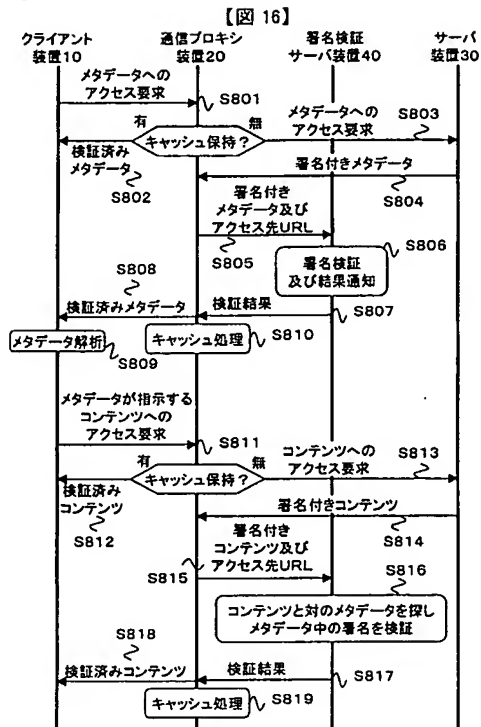 【図 16】
クライアント
装置10
通信プロキシ
装置20
署名検証
サーバ装置40
サーバ
装置30
メタデータへの
アクセス要求
S801
有
無
キャッシュ保持?
メタデータへの
アクセス要求
S803
検証済み
メタデータ
S802
署名付きメタデータ
S804
署名付き
メタデータ及び
アクセス先URL
S805
S806
署名検証
及び結果通知
S808
検証済みメタデータ
検証結果
S807
メタデータ解析
S809
キャッシュ処理
S810
メタデータが指示する
コンテンツへの
アクセス要求
S811
有
無
キャッシュ保持?
コンテンツへの
アクセス要求
S813
検証済み
コンテンツ
S812
署名付きコンテンツ
S814
署名付き
コンテンツ及び
アクセス先URL
S815
S816
コンテンツと対のメタデータを探し
メタデータ中の署名を検証
S818
検証済みコンテンツ
検証結果
S817
キャッシュ処理
S819